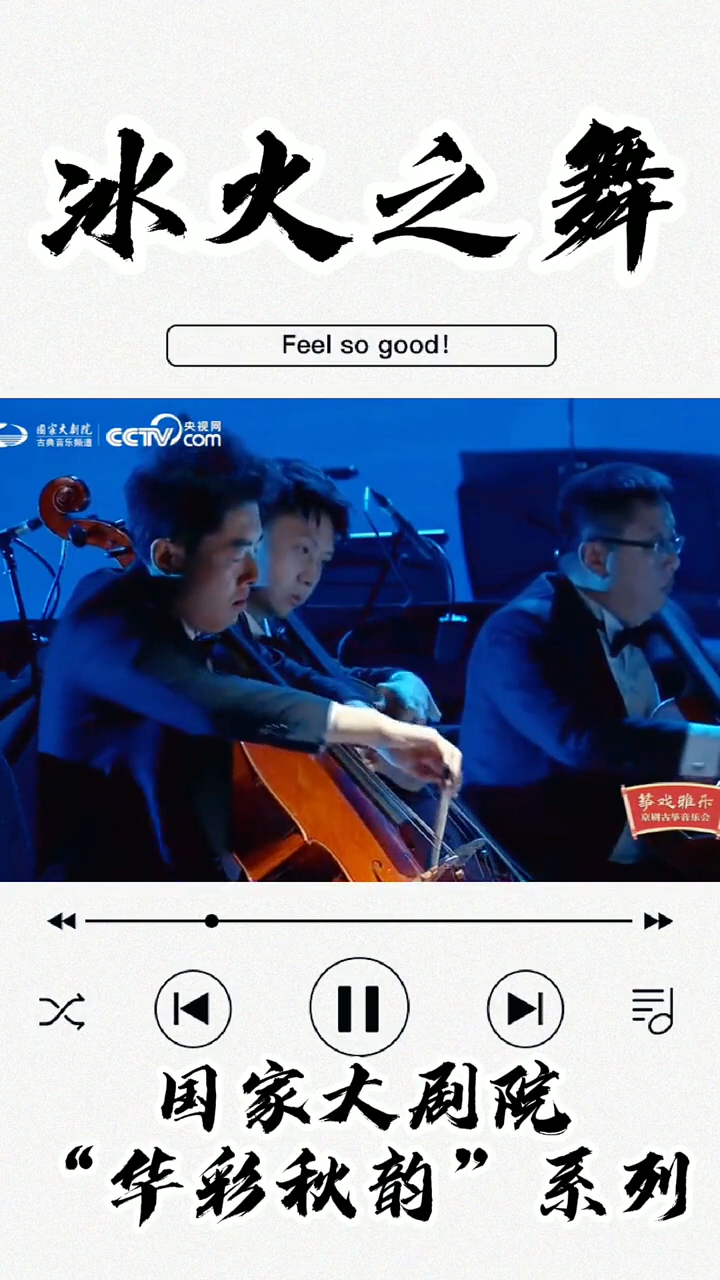 冰火之舞
Feel so good!
国家大剧院
古典音乐频道
CCTV 央视网
com
筝戏雅乐
京剧古筝音乐会
国家大剧院
“华彩秋韵”系列